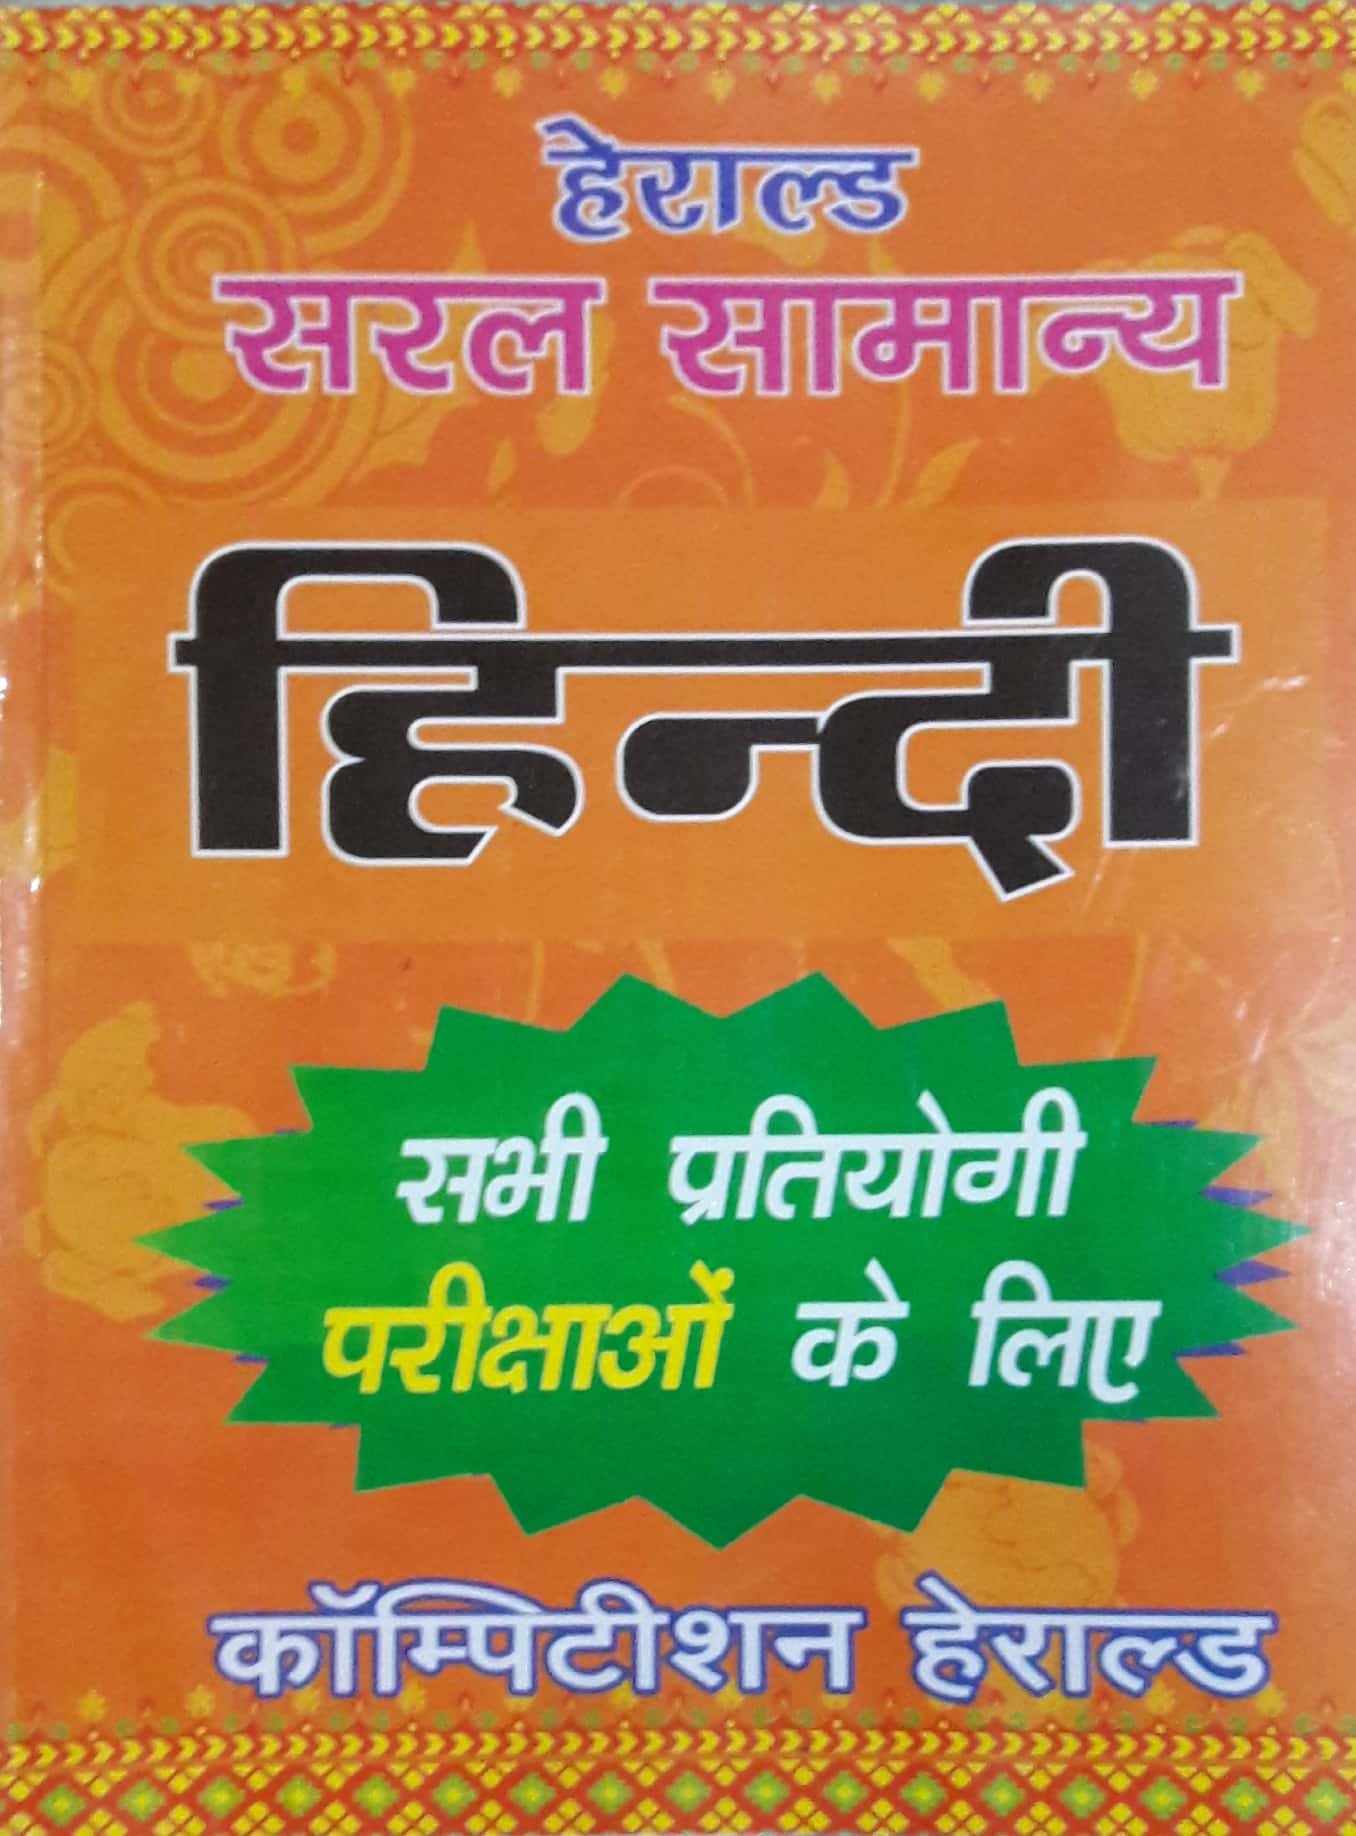 हेराल्ड
सरल सामान्य
हिन्दी
सभी प्रतियोगी
परीक्षाओं के लिए
कॉम्पिटीशन हेराल्ड